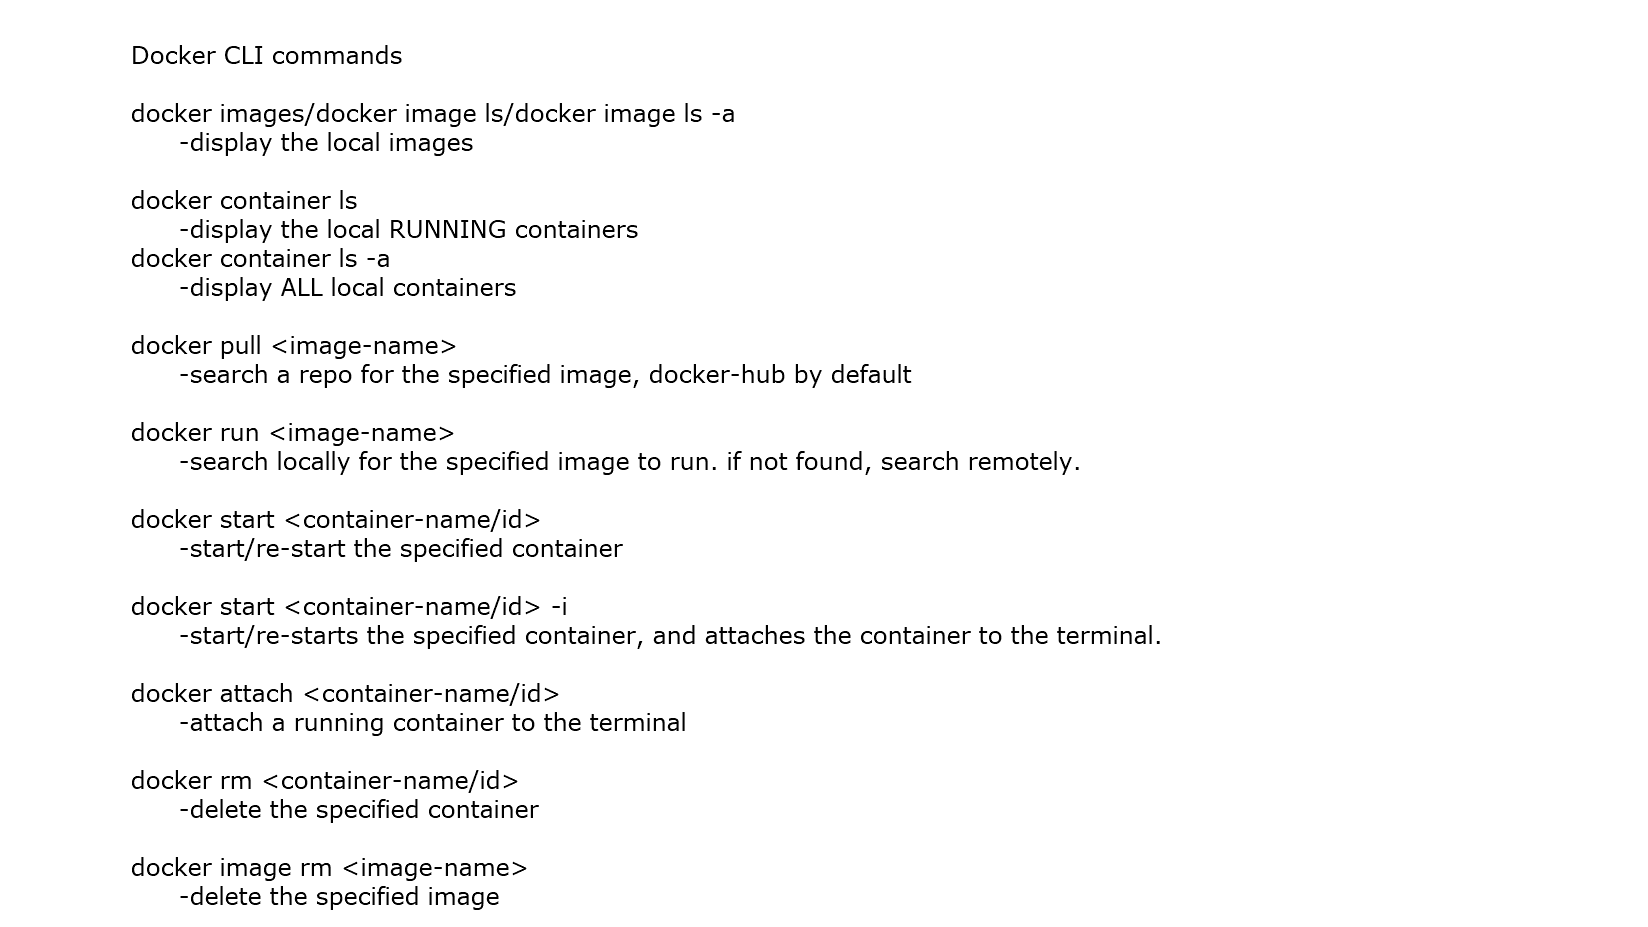 Docker CLI commands
docker images/docker image ls/docker image ls -a
-display the local images
docker container ls
-display the local RUNNING containers
docker container ls -a
-display ALL local containers
docker pull <image-name>
-search a repo for the specified image, docker-hub by default
docker run <image-name>
-search locally for the specified image to run. if not found, search remotely.
docker start <container-name/id>
-start/re-start the specified container
docker start <container-name/id> -i
-start/re-starts the specified container, and attaches the container to the terminal.
docker attach <container-name/id>
-attach a running container to the terminal
docker rm <container-name/id>
-delete the specified container
docker image rm <image-name>
-delete the specified image